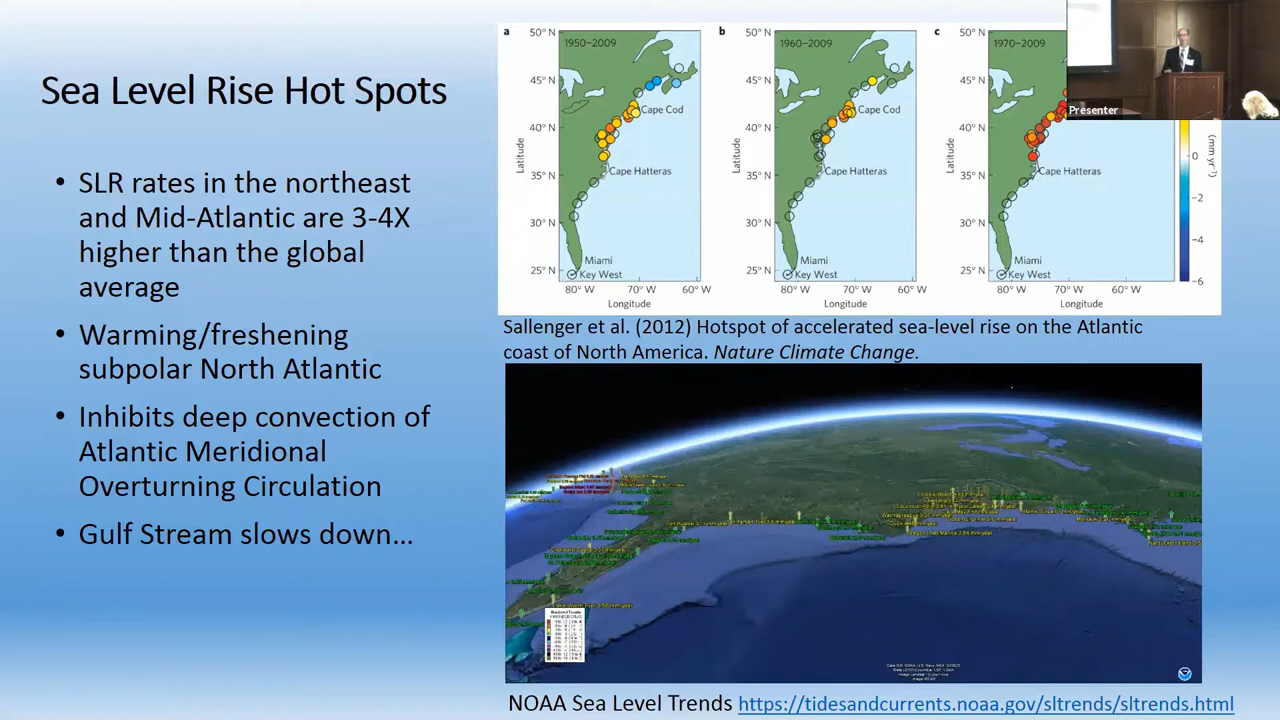 Sea Level Rise Hot Spots
• SLR rates in the northeast
and Mid-Atlantic are 3-4X
higher than the global
average
• Warming/freshening
subpolar North Atlantic
• Inhibits deep convection of
Atlantic Meridional
Overturning Circulation
• Gulf Stream slows down...
a
50° N
1950–2009
45° N
Cape Cod
40° N
Latitude
Cape Hatteras
35° N
30° N
Miami
25° N
Key West
80° W 70° W 60° W
Longitude
b
50° N
1960–2009
45° N
Cape Cod
40° N
Latitude
Cape Hatteras
35° N
30° N
Miami
25° N
Key West
80° W 70° W 60° W
Longitude
c
50° N
1970–2009
45° N
40° N
Latitude
Cape Hatteras
35° N
30° N
Miami
25° N
Key West
80° W 70° W 60° W
Longitude
0
−2
−4
−6
(mm yr⁻¹)
Presenter
Sallenger et al. (2012) Hotspot of accelerated sea-level rise on the Atlantic
coast of North America. Nature Climate Change.
NOAA Sea Level Trends https://tidesandcurrents.noaa.gov/sltrends/sltrends.html